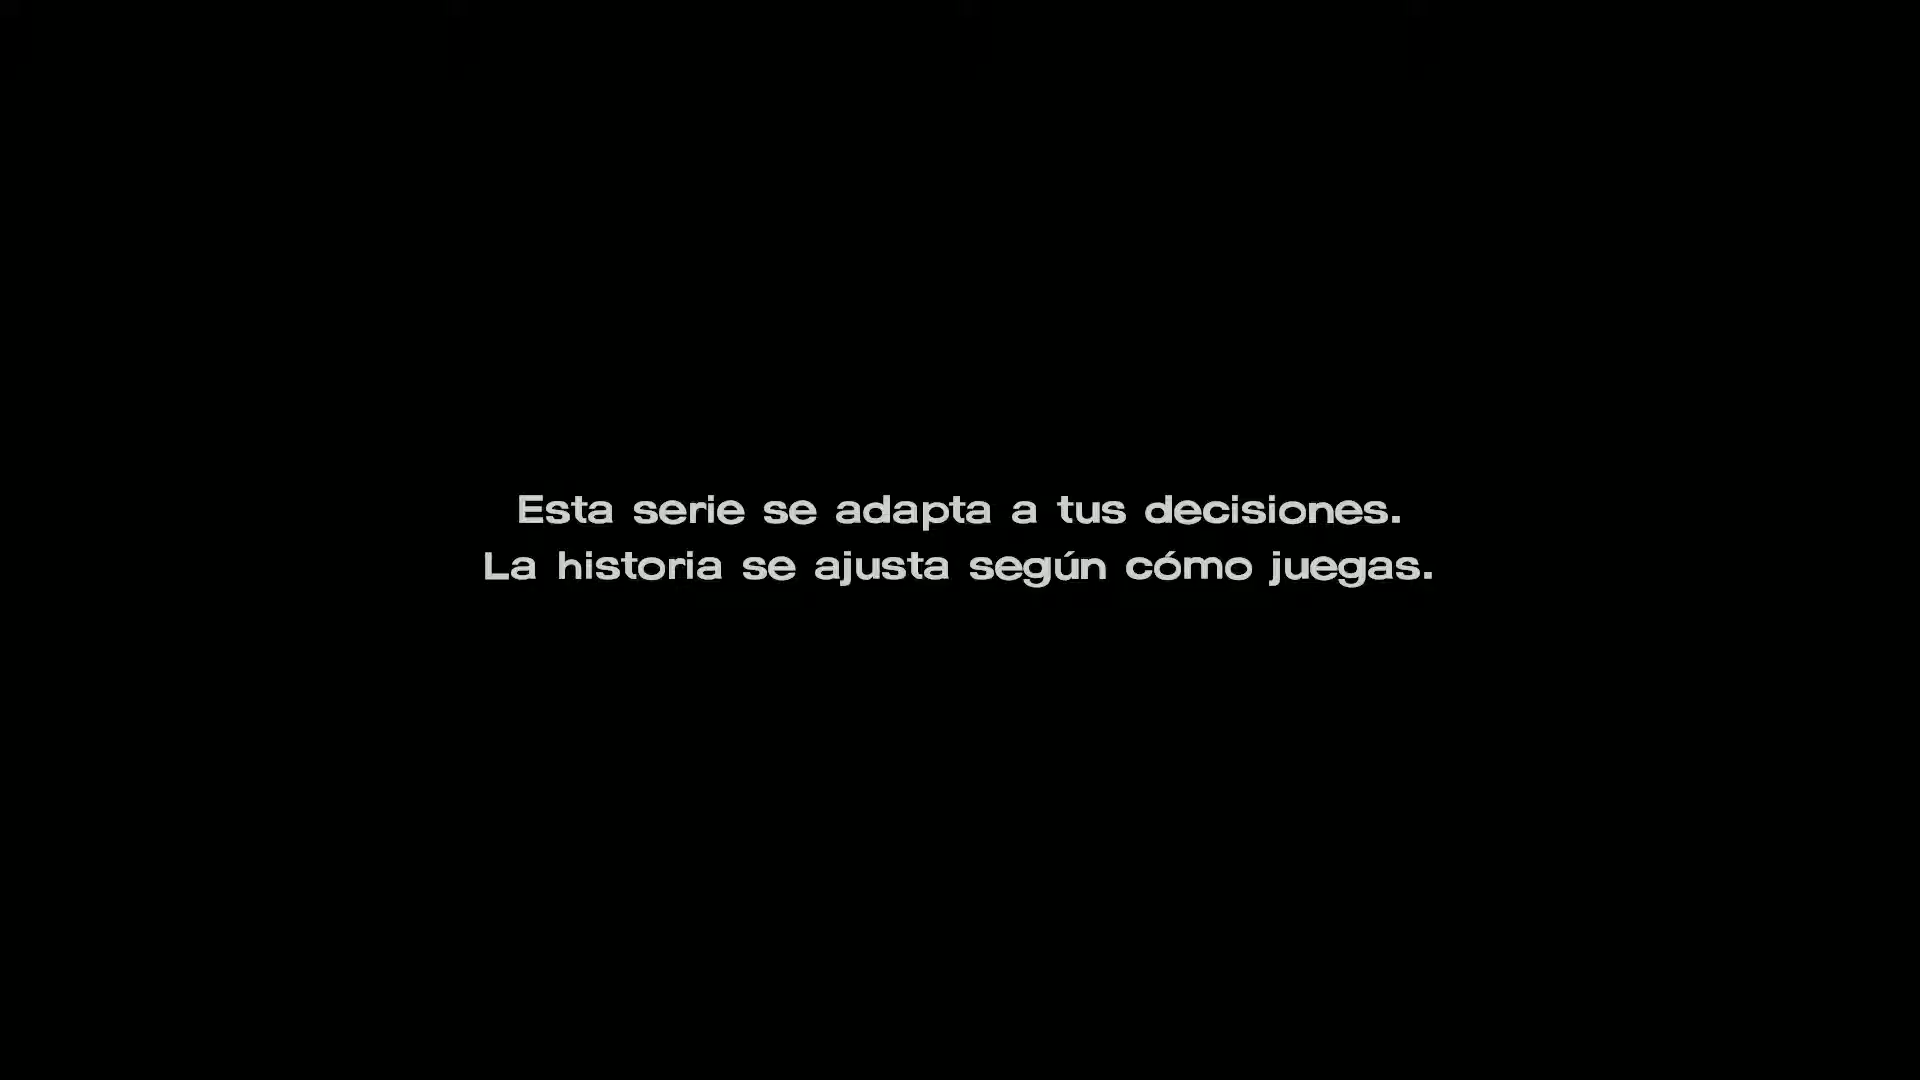 Esta serie se adapta a tus decisiones.
La historia se ajusta según cómo juegas.